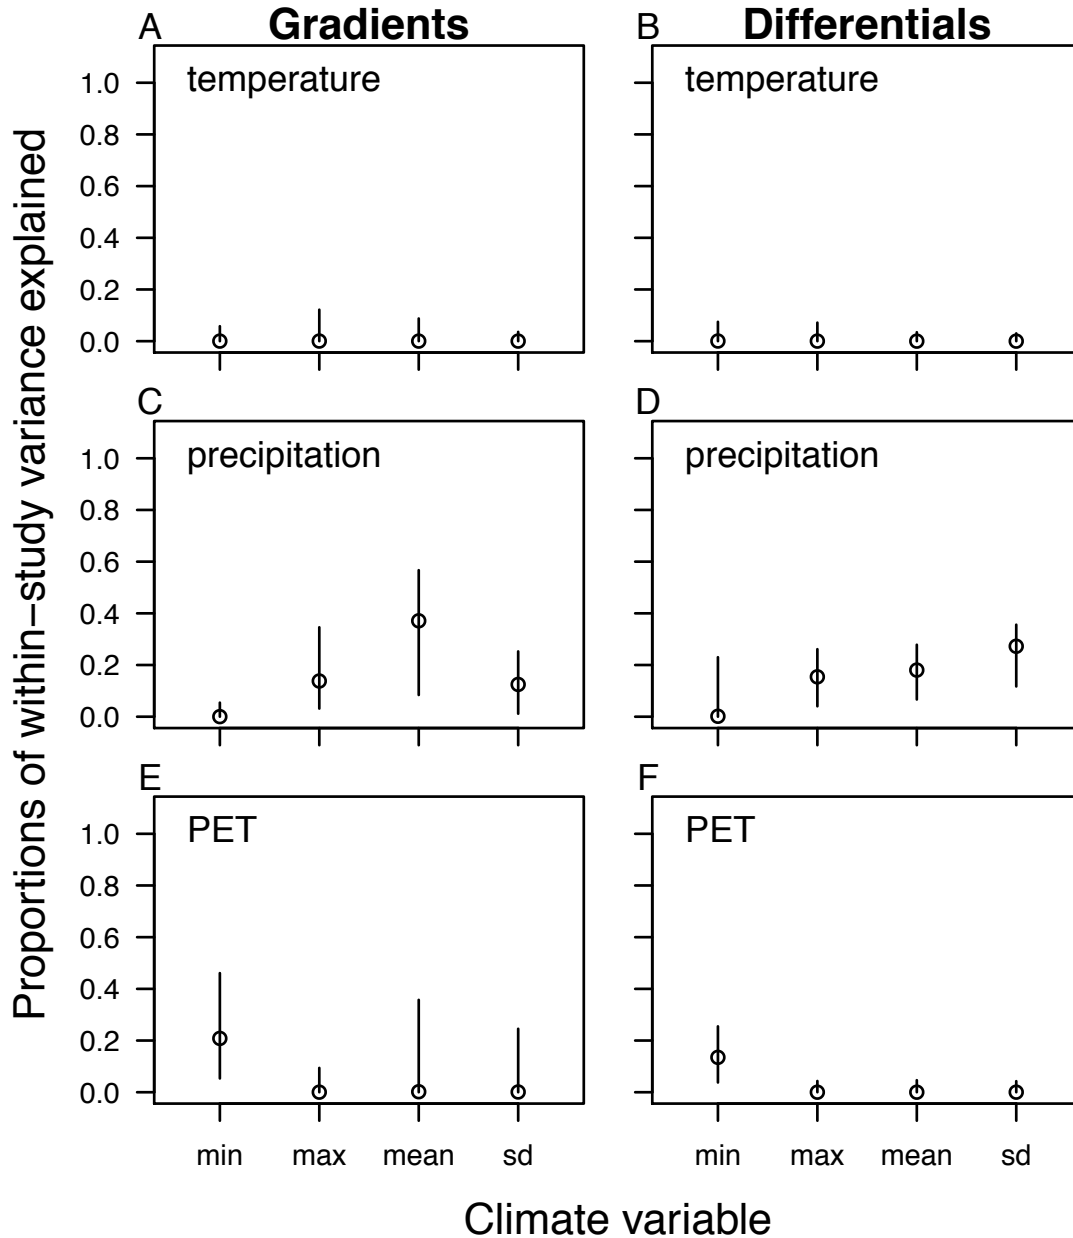 A Gradients
B Differentials
Proportions of within−study variance explained
temperature
1.0
0.8
0.6
0.4
0.2
0.0
temperature
C
precipitation
1.0
0.8
0.6
0.4
0.2
0.0
D
precipitation
E
PET
1.0
0.8
0.6
0.4
0.2
0.0
min max mean sd
F
PET
min max mean sd
Climate variable